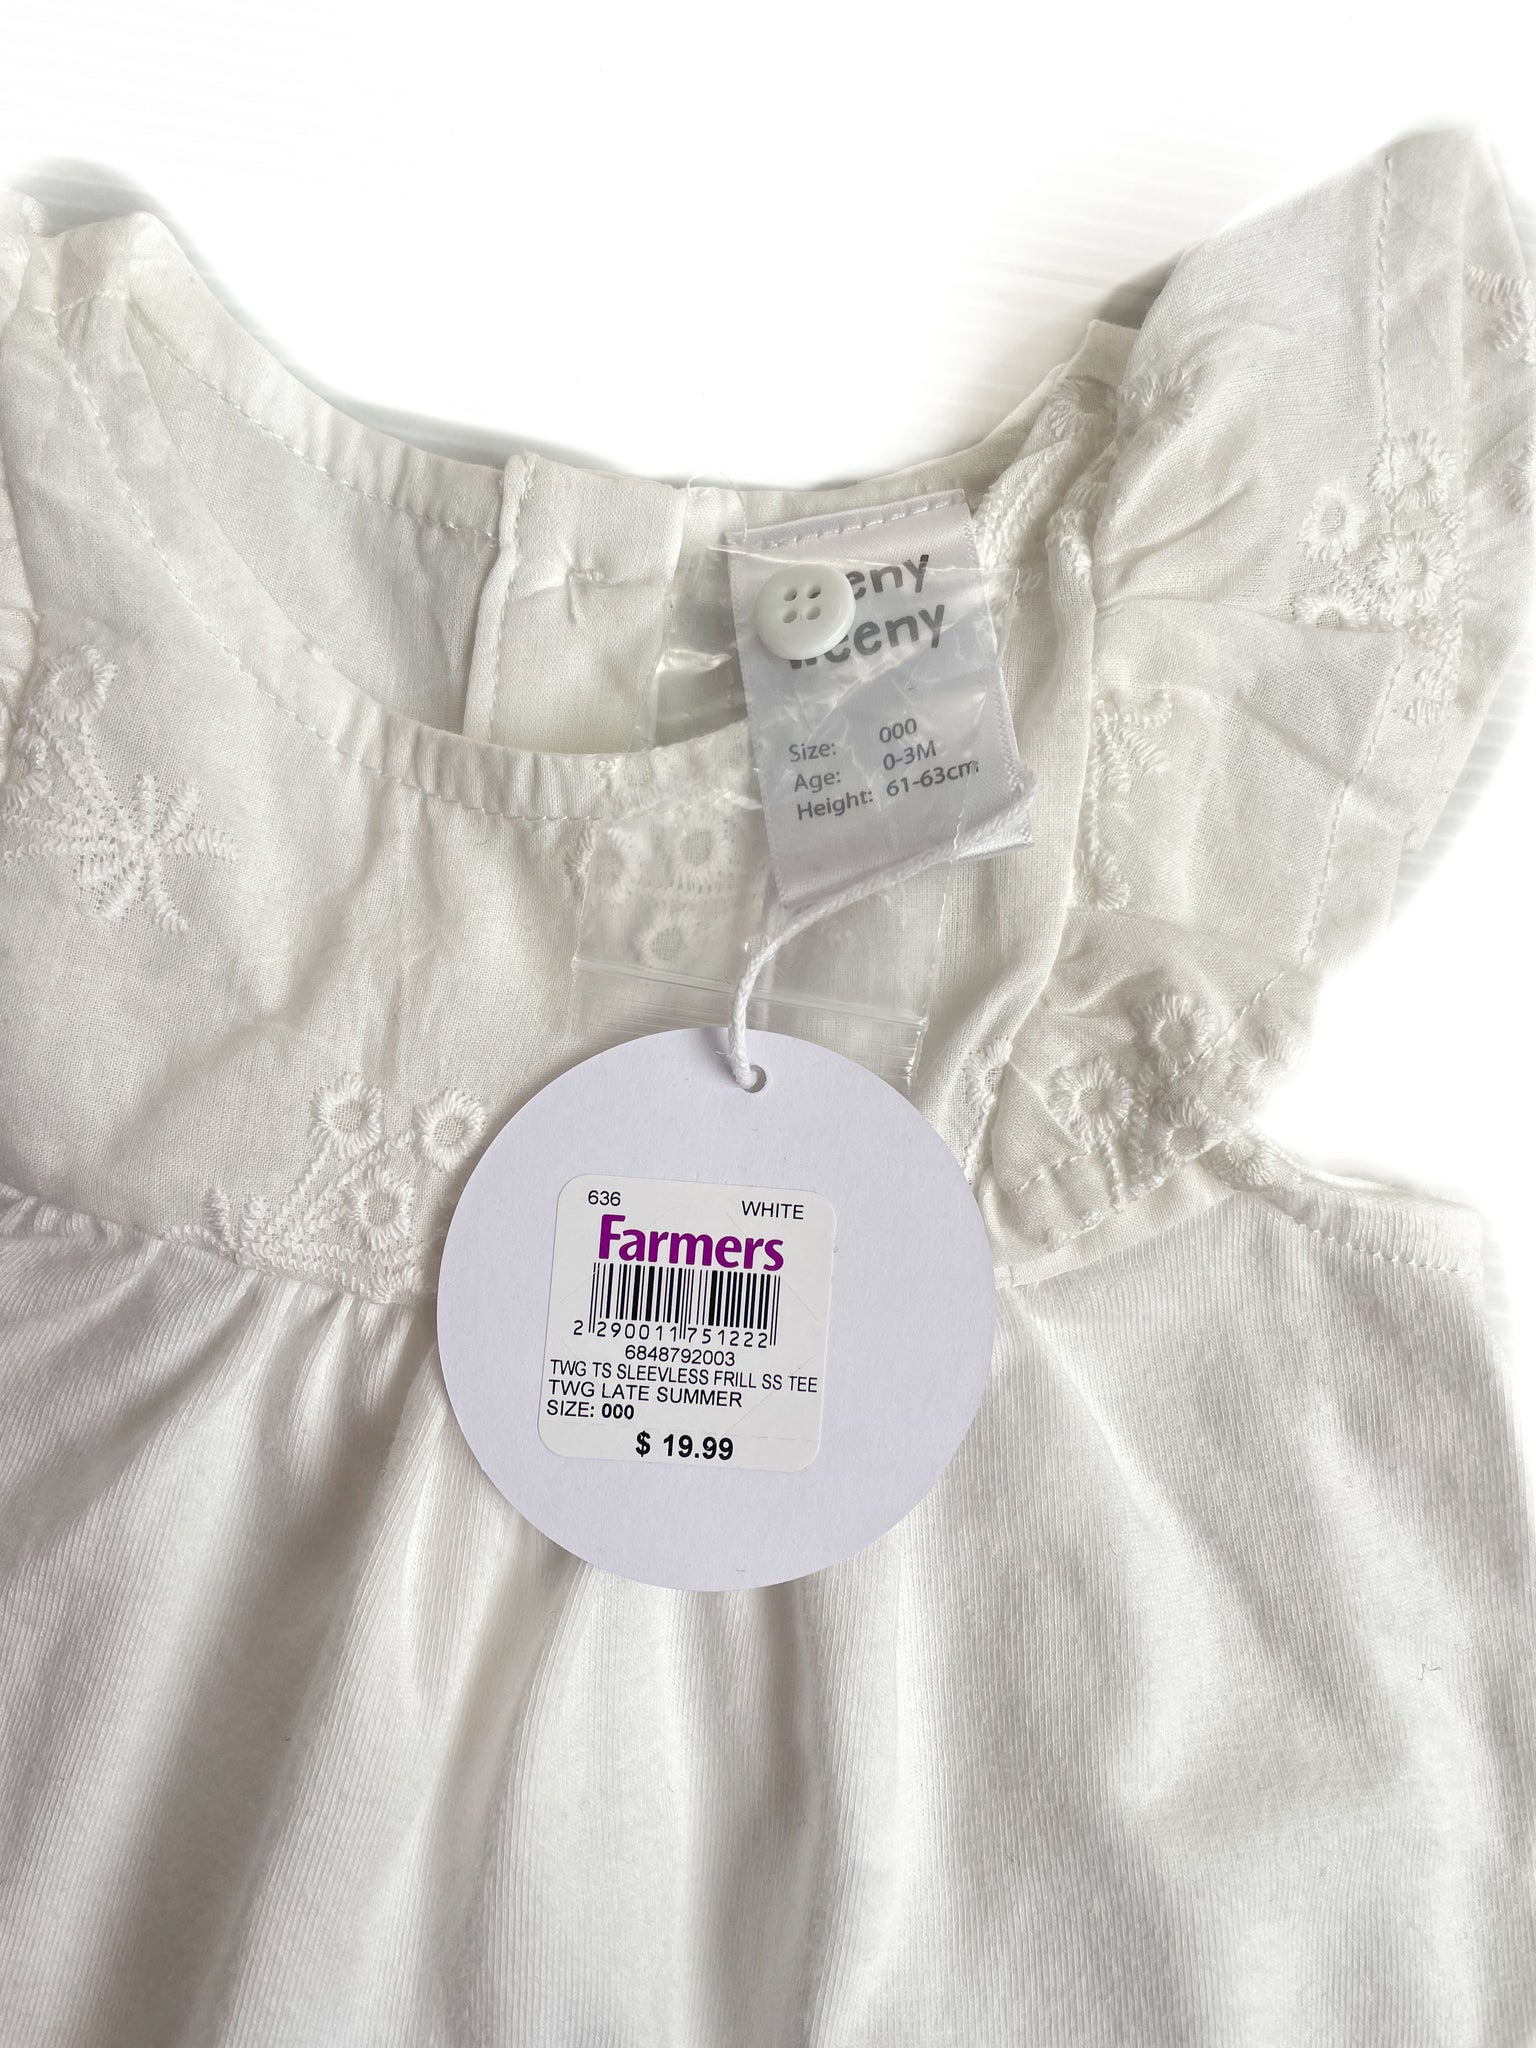 eny
eeny
Size: 000
Age: 0-3M
Height: 61-63cm
636 WHITE
Farmers
2 290011 751222
6848792003
TWG TS SLEEVLESS FRILL SS TEE
TWG LATE SUMMER
SIZE: 000
$ 19.99